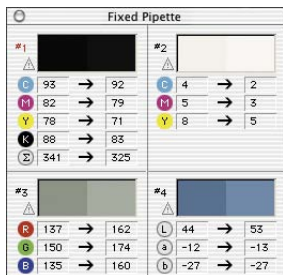 Fixed Pipette
#1
C 93 → 92
M 82 → 79
Y 78 → 71
K 88 → 83
Σ 341 → 325
#2
C 4 → 2
M 5 → 3
Y 8 → 5
#3
R 137 → 162
G 150 → 174
B 135 → 160
#4
L 44 → 53
a -12 → -13
b -27 → -27